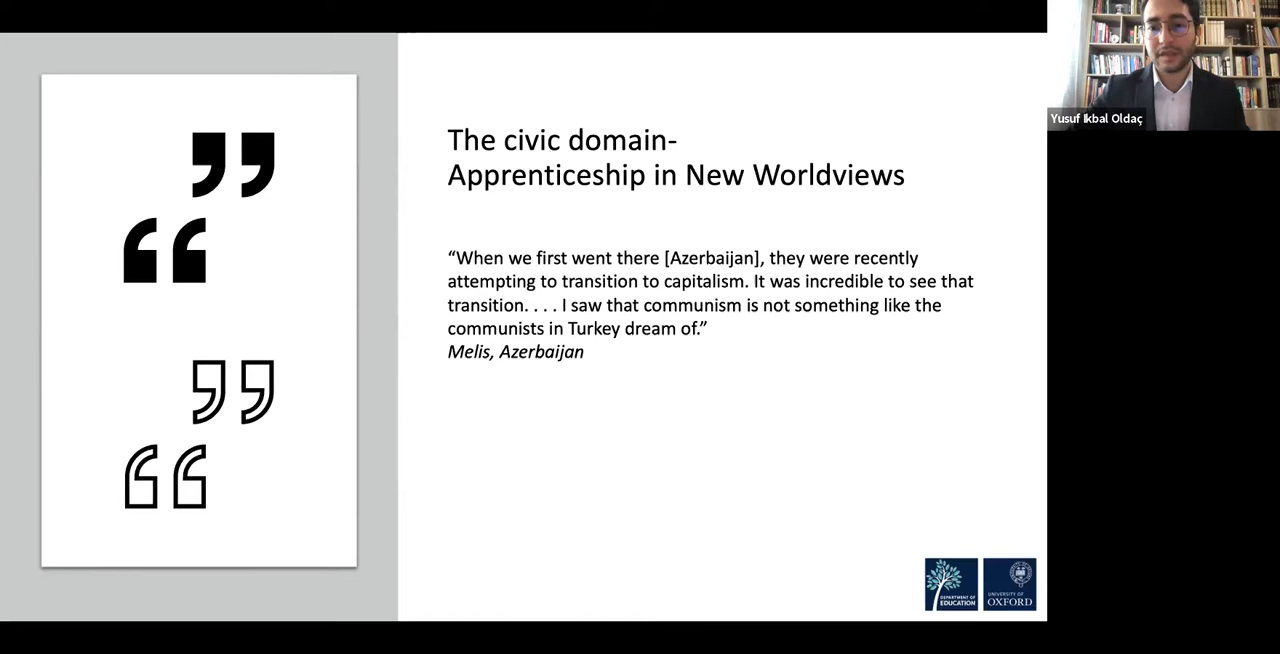 Yusuf Ikbal Oldaç
The civic domain-
Apprenticeship in New Worldviews
“When we first went there [Azerbaijan], they were recently
attempting to transition to capitalism. It was incredible to see that
transition. . . . I saw that communism is not something like the
communists in Turkey dream of.”
Melis, Azerbaijan
DEPARTMENT OF
EDUCATION
UNIVERSITY OF
OXFORD